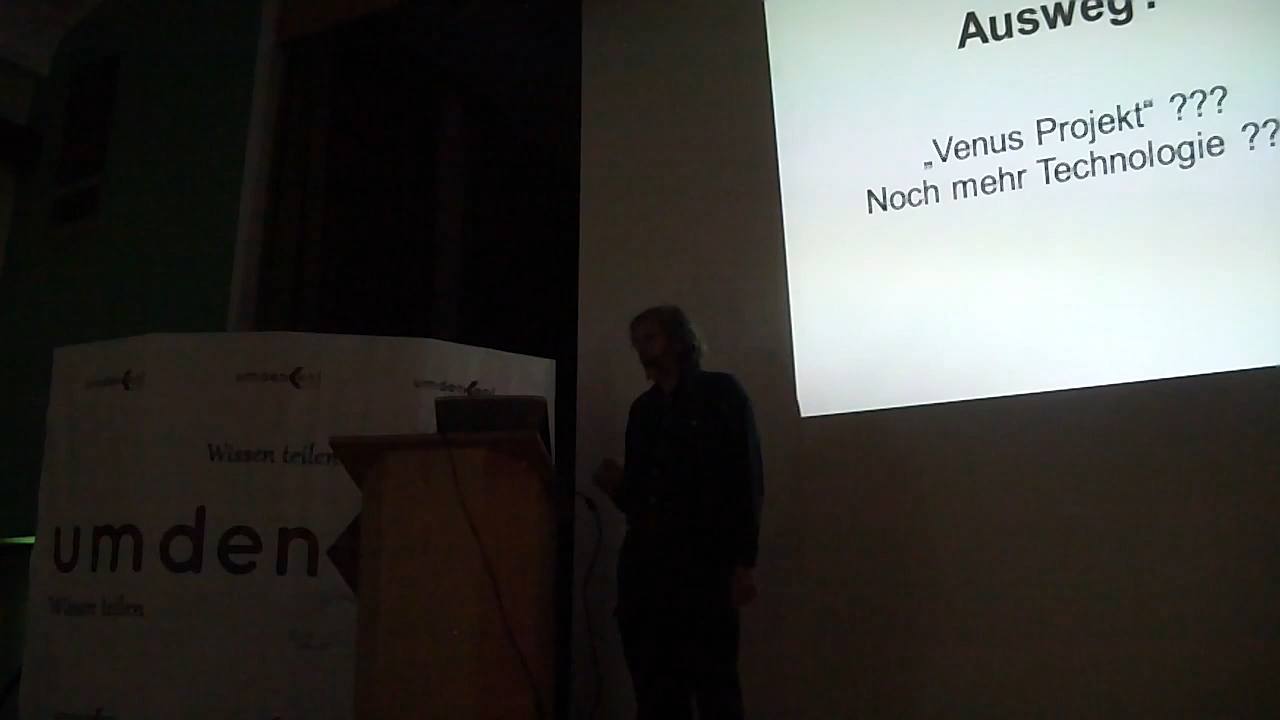 Ausweg?
„Venus Projekt“ ???
Noch mehr Technologie ??
Wissen teilen
umden
Wissen teilen